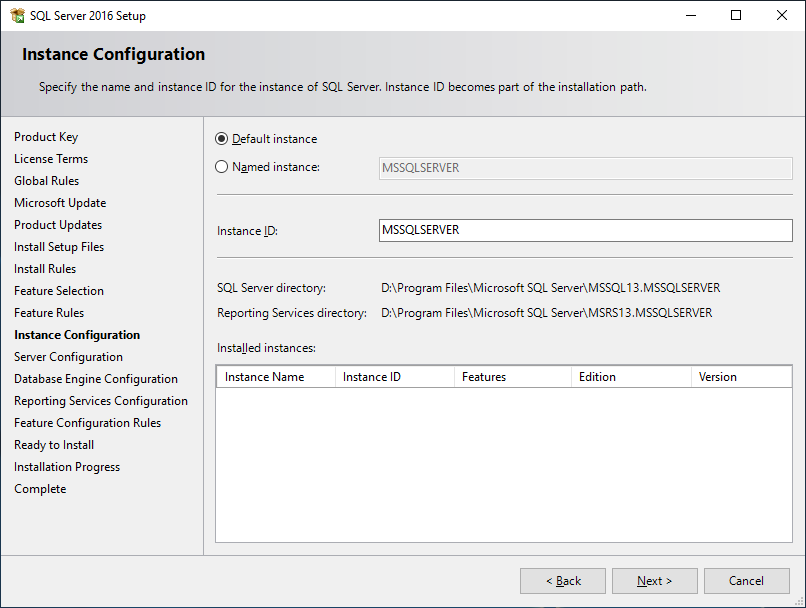 SQL Server 2016 Setup
Instance Configuration
Specify the name and instance ID for the instance of SQL Server. Instance ID becomes part of the installation path.
Product Key
License Terms
Global Rules
Microsoft Update
Product Updates
Install Setup Files
Install Rules
Feature Selection
Feature Rules
Instance Configuration
Server Configuration
Database Engine Configuration
Reporting Services Configuration
Feature Configuration Rules
Ready to Install
Installation Progress
Complete
Default instance
Named instance: MSSQLSERVER
Instance ID: MSSQLSERVER
SQL Server directory: D:\Program Files\Microsoft SQL Server\MSSQL13.MSSQLSERVER
Reporting Services directory: D:\Program Files\Microsoft SQL Server\MSRS13.MSSQLSERVER
Installed instances:
Instance Name Instance ID Features Edition Version
< Back Next > Cancel